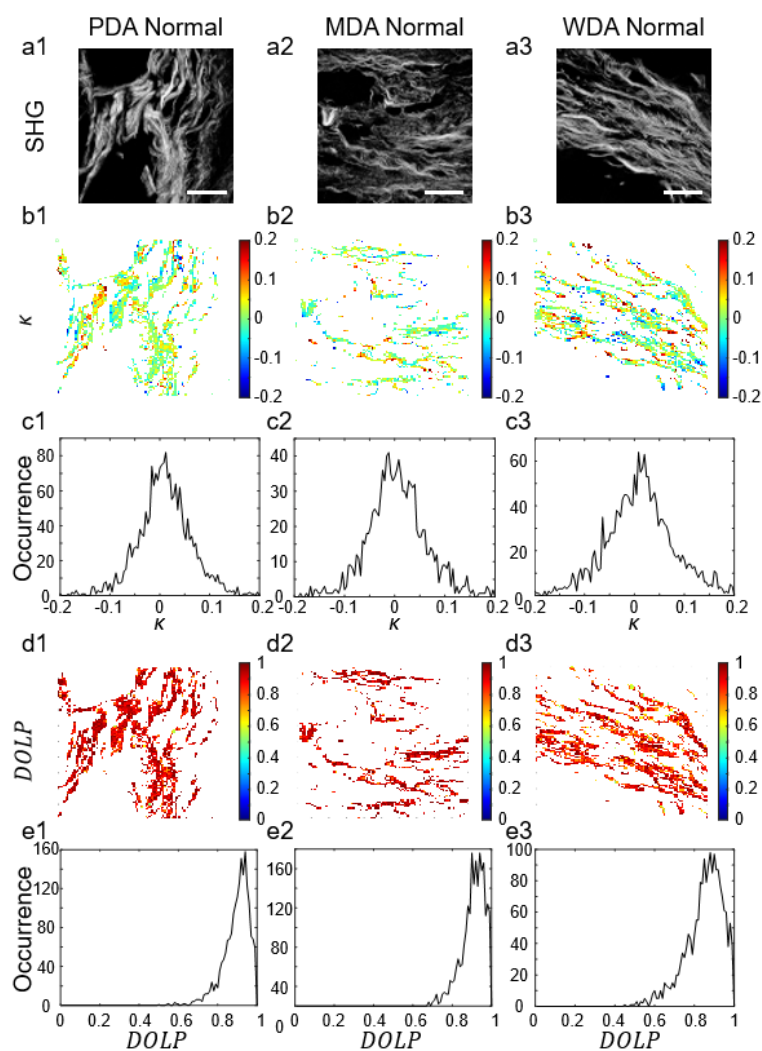 PDA Normal MDA Normal WDA Normal
a1 a2 a3
SHG
b1 b2 b3
0.2 0.2 0.2
0.1 0.1 0.1
κ 0 0 0
-0.1 -0.1 -0.1
-0.2 -0.2 -0.2
c1 c2 c3
Occurrence
80 60 40 20 0
-0.2 -0.1 0 0.1 0.2
κ
40 30 20 10 0
-0.2 -0.1 0 0.1 0.2
κ
60 40 20 0
-0.2 -0.1 0 0.1 0.2
κ
d1 d2 d3
DOLP
1 1 1
0.8 0.8 0.8
0.6 0.6 0.6
0.4 0.4 0.4
0.2 0.2 0.2
0 0 0
e1 e2 e3
Occurrence
160 120 80 40 0
0 0.2 0.4 0.6 0.8 1
DOLP
160 120 80 60 20 0
0 0.2 0.4 0.6 0.8 1
DOLP
100 80 60 40 20 0
0 0.2 0.4 0.6 0.8 1
DOLP